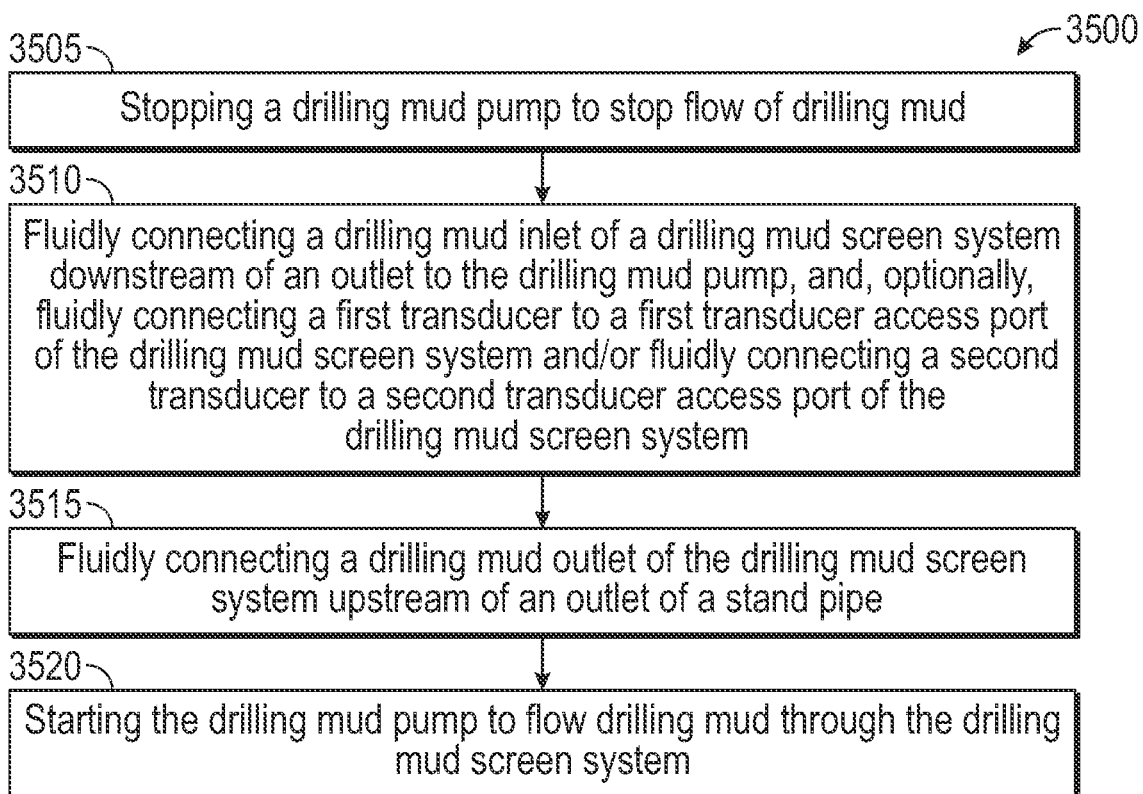 3500
3505
Stopping a drilling mud pump to stop flow of drilling mud
3510
Fluidly connecting a drilling mud inlet of a drilling mud screen system
downstream of an outlet to the drilling mud pump, and, optionally,
fluidly connecting a first transducer to a first transducer access port
of the drilling mud screen system and/or fluidly connecting a second
transducer to a second transducer access port of the
drilling mud screen system
3515
Fluidly connecting a drilling mud outlet of the drilling mud screen
system upstream of an outlet of a stand pipe
3520
Starting the drilling mud pump to flow drilling mud through the drilling
mud screen system